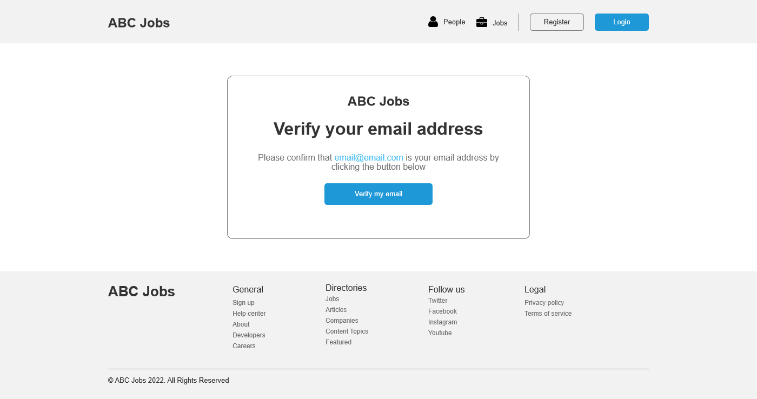 ABC Jobs
People
Jobs
Register
Login
ABC Jobs
Verify your email address
Please confirm that email@email.com is your email address by
clicking the button below
Verify my email
ABC Jobs
General
Sign up
Help center
About
Developers
Careers
Directories
Jobs
Articles
Companies
Content Topics
Featured
Follow us
Twitter
Facebook
Instagram
Youtube
Legal
Privacy policy
Terms of service
© ABC Jobs 2022. All Rights Reserved